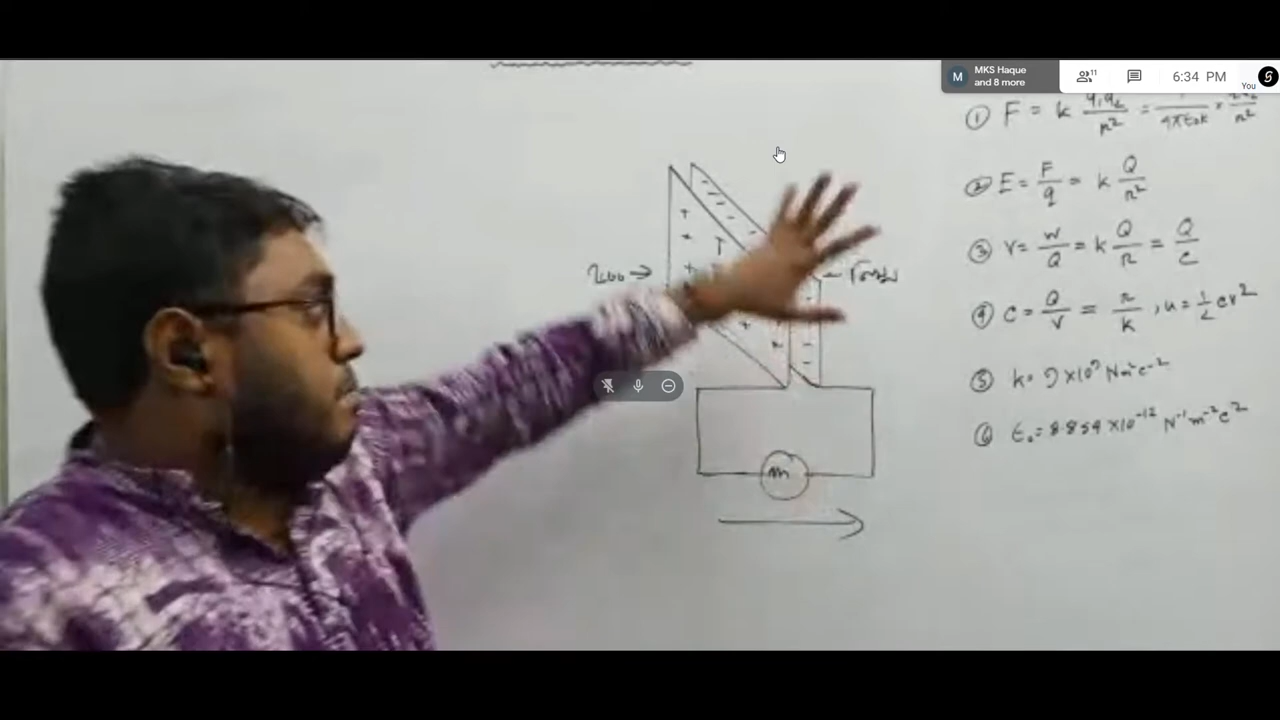 MKS Haque
and 8 more
11
6:34 PM
You
① F = k q₁q₂/r² =
② E = F/q = k Q/r²
③ V = W/Q = k Q/r = Q/C
④ C = Q/V = r/k , u = 1/2 CV²
⑤ k = 9 × 10⁹ Nm²C⁻²
⑥ ε₀ = 8.854 × 10⁻¹² N⁻¹m⁻²C²
m